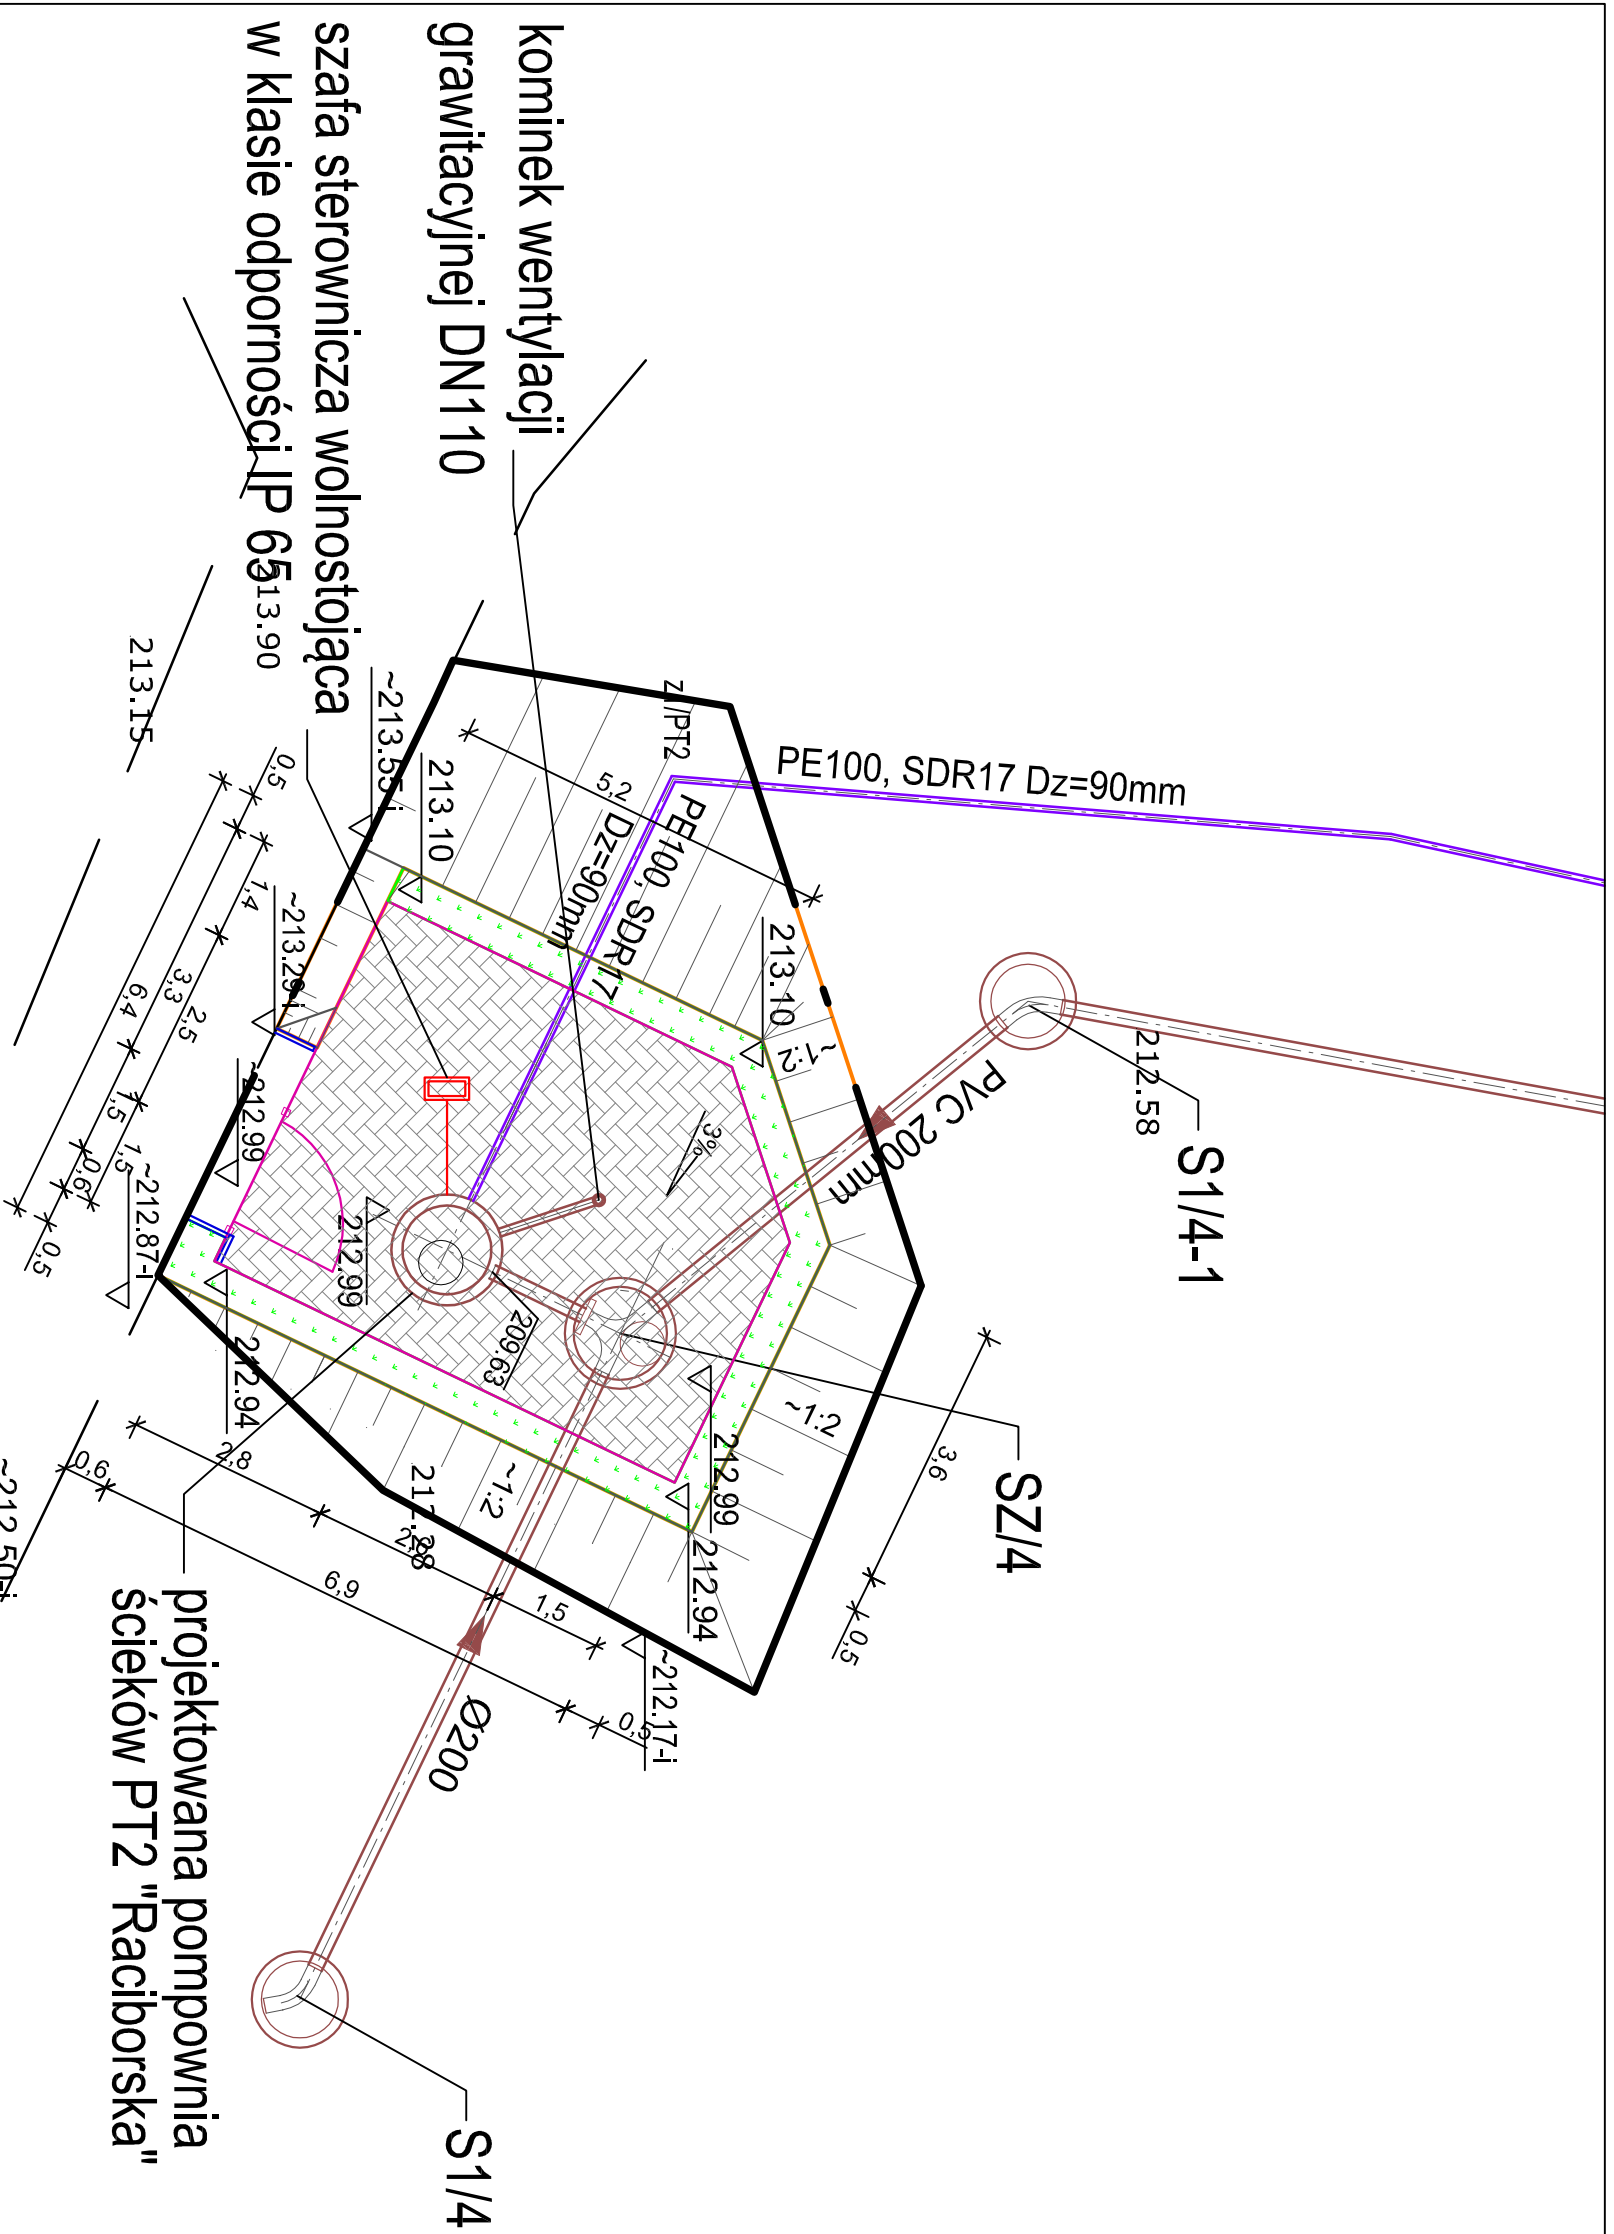 kominek wentylacji
grawitacyjnej DN110
szafa sterownicza wolnostojąca
w klasie odporności IP 65
213.90
213.15
PE100, SDR17 Dz=90mm
PE100, SDR17
Dz=90mm
5,2
~213.55-i
213.10
213.10
~213.29-i
~1:2
3%
PVC 200mm
212.58
S1/4-1
SZ/4
0,5
1,4
2,5
3,3
6,4
1,5
1,5
0,6
0,5
~212.99
~212.87-i
212.99
209.63
212.94
212.99
212.94
~1:2
~1:2
3,6
0,5
2,8
6,9
1,5
0,6
0,5
~212.17-i
~212.50-i
Ø200
projektowana pompownia
ścieków PT2 "Raciborska"
S1/4